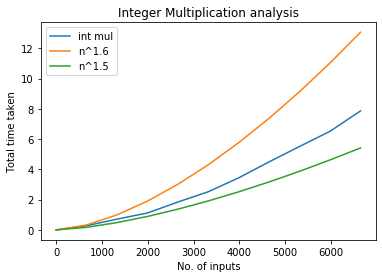 Integer Multiplication analysis
int mul
n^1.6
n^1.5
Total time taken
12
10
8
6
4
2
0
0 1000 2000 3000 4000 5000 6000
No. of inputs